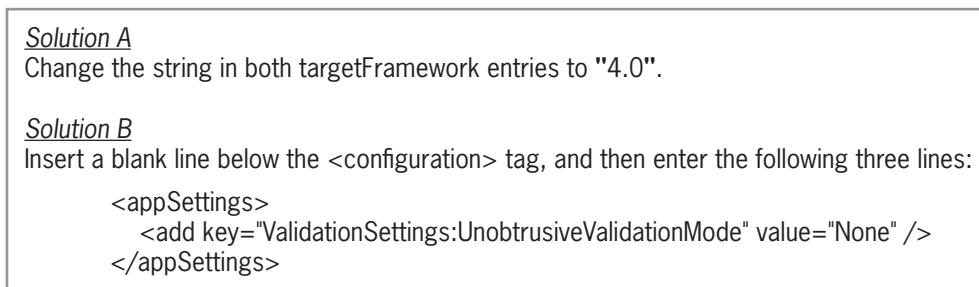 Solution A
Change the string in both targetFramework entries to "4.0".
Solution B
Insert a blank line below the <configuration> tag, and then enter the following three lines:
<appSettings>
<add key="ValidationSettings:UnobtrusiveValidationMode" value="None" />
</appSettings>